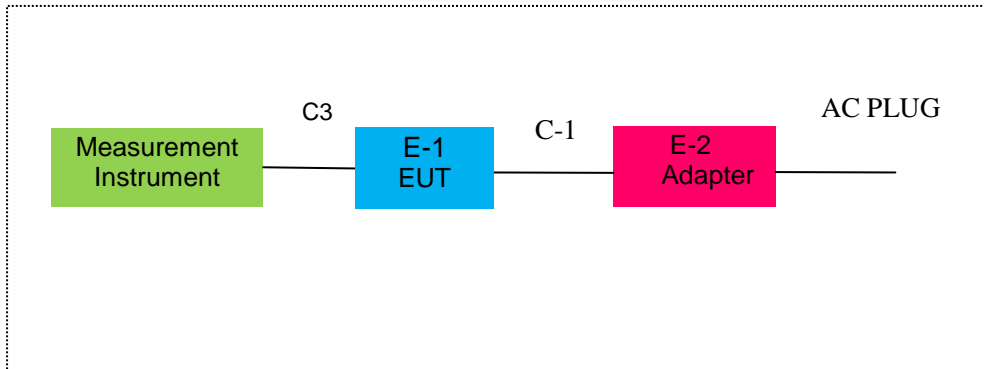 C3
C-1
AC PLUG
Measurement
Instrument
E-1
EUT
E-2
Adapter